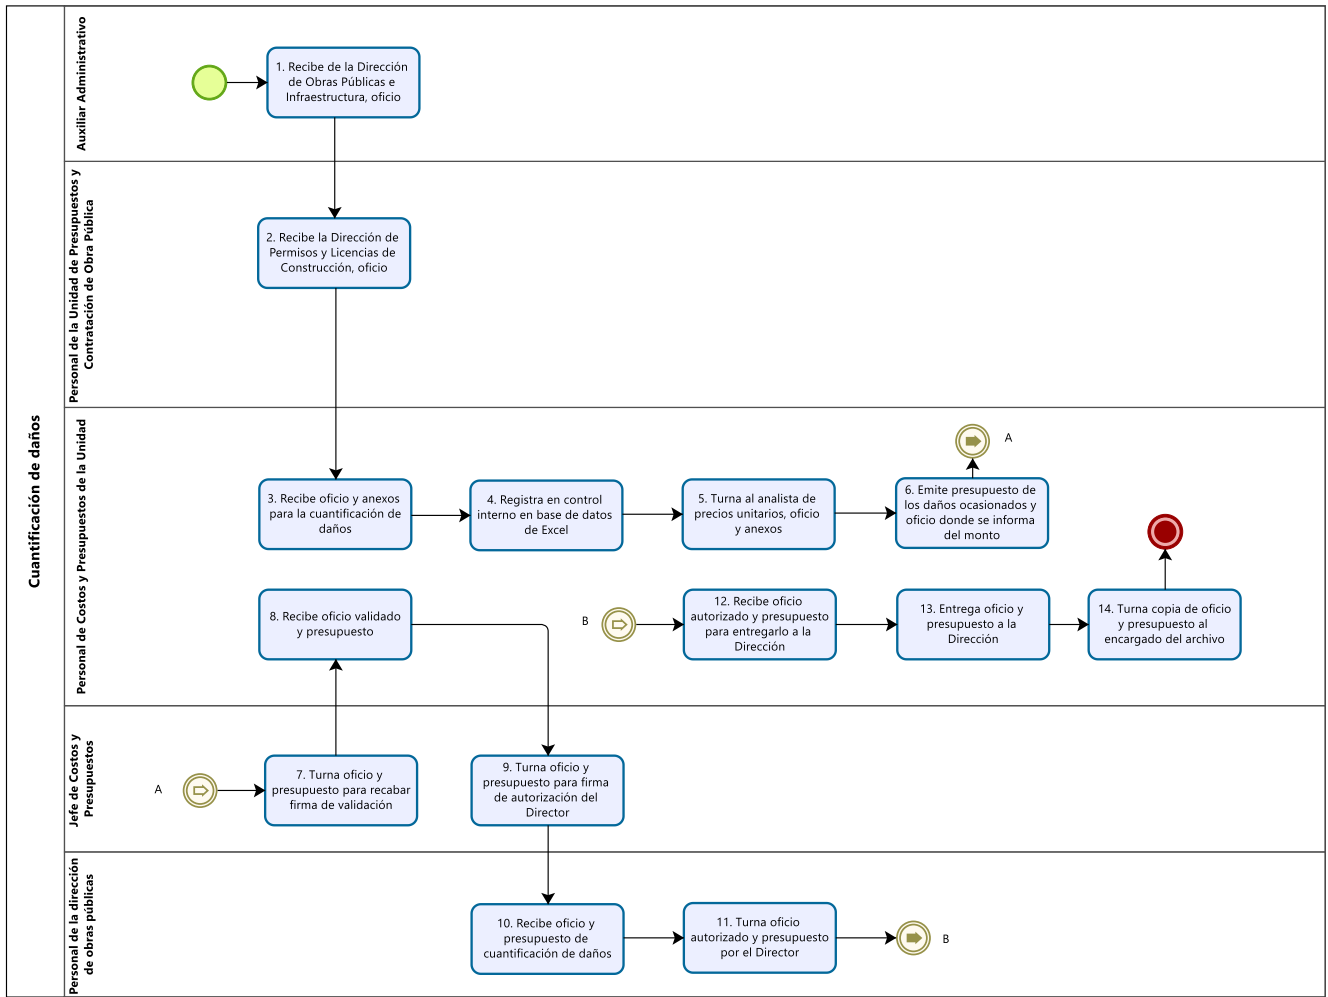 Cuantificación de daños
Auxiliar Administrativo
1. Recibe de la Dirección
de Obras Públicas e
Infraestructura, oficio
Personal de la Unidad de Presupuestos y
Contratación de Obra Pública
2. Recibe la Dirección de
Permisos y Licencias de
Construcción, oficio
Personal de Costos y Presupuestos de la Unidad
3. Recibe oficio y anexos
para la cuantificación de
daños
4. Registra en control
interno en base de datos
de Excel
5. Turna al analista de
precios unitarios, oficio
y anexos
6. Emite presupuesto de
los daños ocasionados y
oficio donde se informa
del monto
A
8. Recibe oficio validado
y presupuesto
B
12. Recibe oficio
autorizado y presupuesto
para entregarlo a la
Dirección
13. Entrega oficio y
presupuesto a la
Dirección
14. Turna copia de oficio
y presupuesto al
encargado del archivo
Jefe de Costos y
Presupuestos
A
7. Turna oficio y
presupuesto para recabar
firma de validación
9. Turna oficio y
presupuesto para firma
de autorización del
Director
Personal de la dirección
de obras públicas
10. Recibe oficio y
presupuesto de
cuantificación de daños
11. Turna oficio
autorizado y presupuesto
por el Director
B